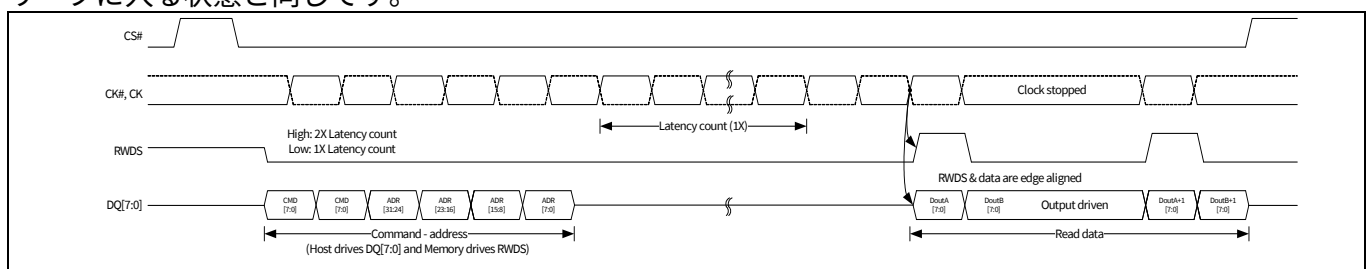 CS#
CK#, CK
Clock stopped
Latency count (1X)
High: 2X Latency count
Low: 1X Latency count
RWDS
RWDS & data are edge aligned
DQ[7:0]
CMD [7:0]
CMD [7:0]
ADR [31:24]
ADR [23:16]
ADR [15:8]
ADR [7:0]
DoutA [7:0]
DoutB [7:0]
Output driven
DoutA+1 [7:0]
DoutB+1 [7:0]
Command - address
(Host drives DQ[7:0] and Memory drives RWDS)
Read data